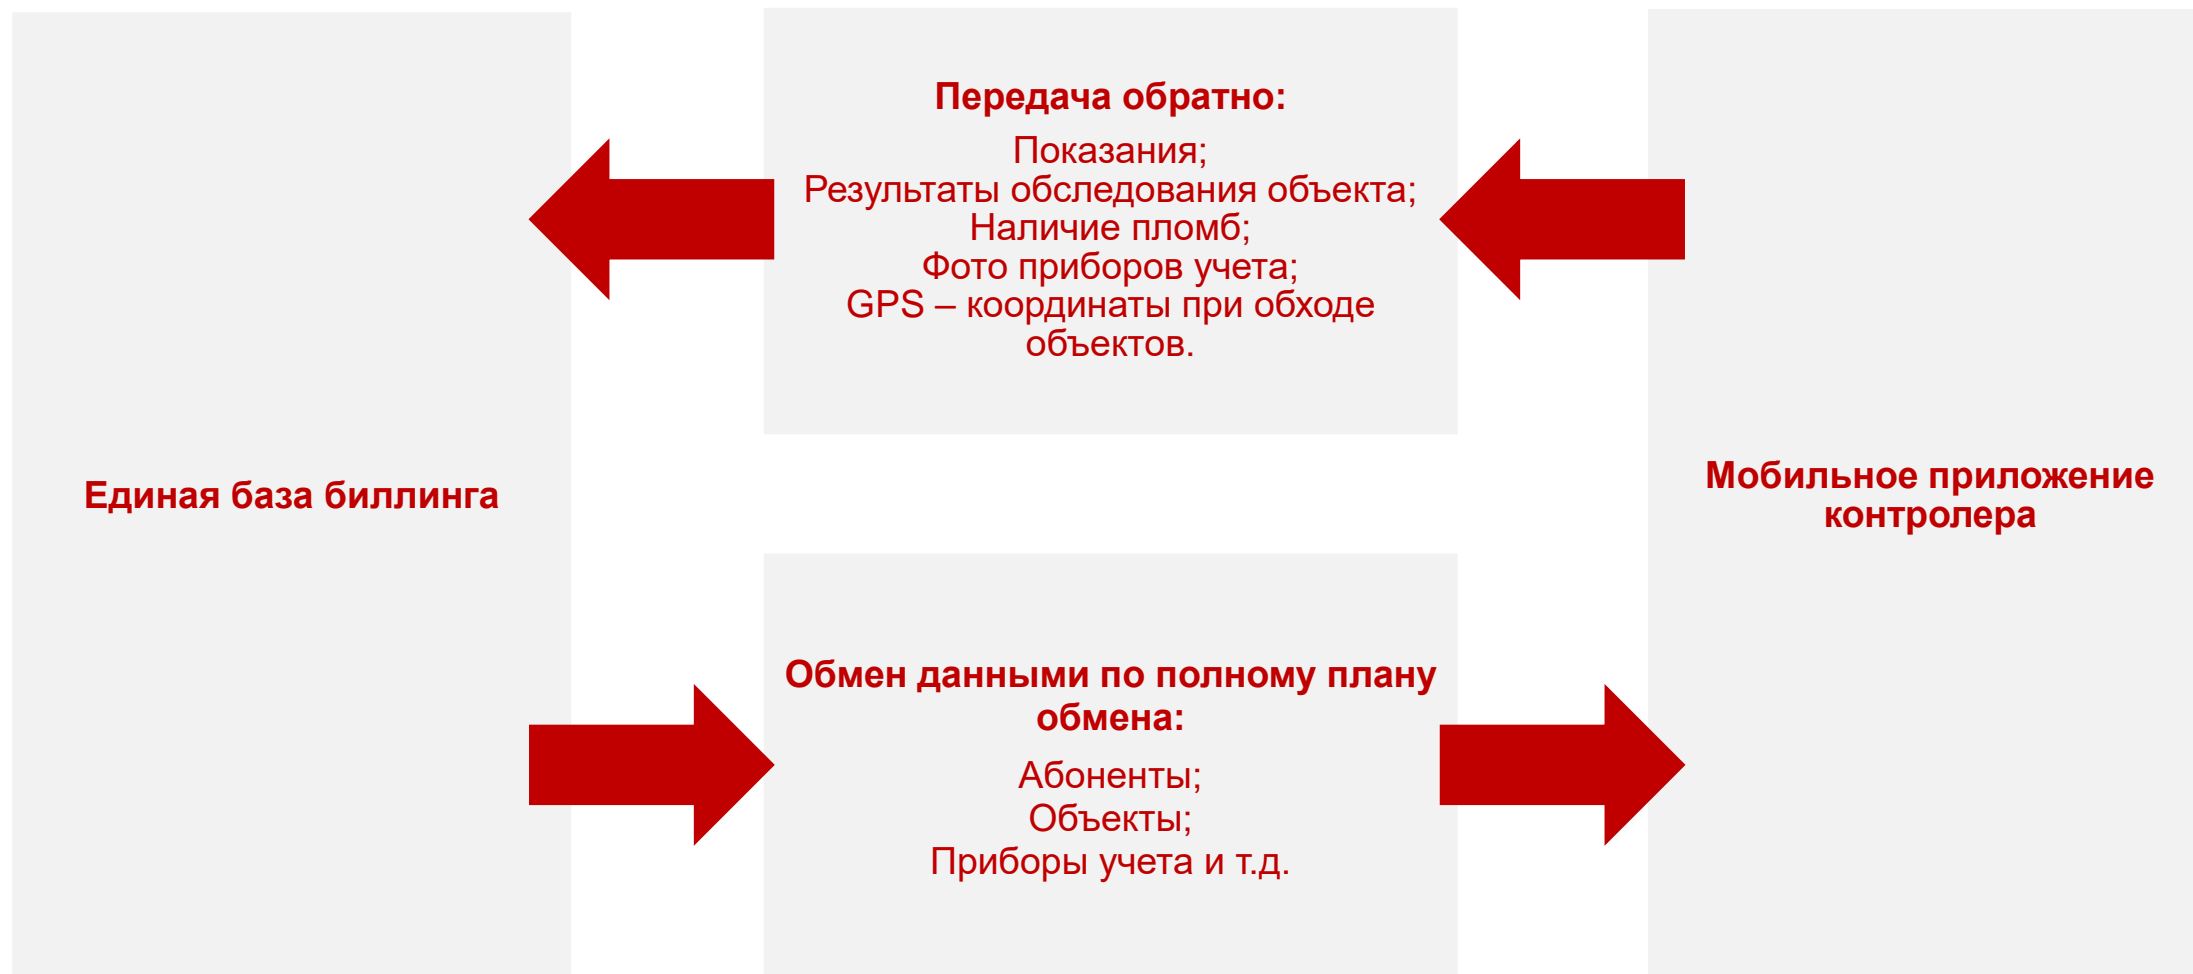 Единая база биллинга
Передача обратно:
Показания;
Результаты обследования объекта;
Наличие пломб;
Фото приборов учета;
GPS – координаты при обходе
объектов.
Обмен данными по полному плану
обмена:
Абоненты;
Объекты;
Приборы учета и т.д.
Мобильное приложение
контролера